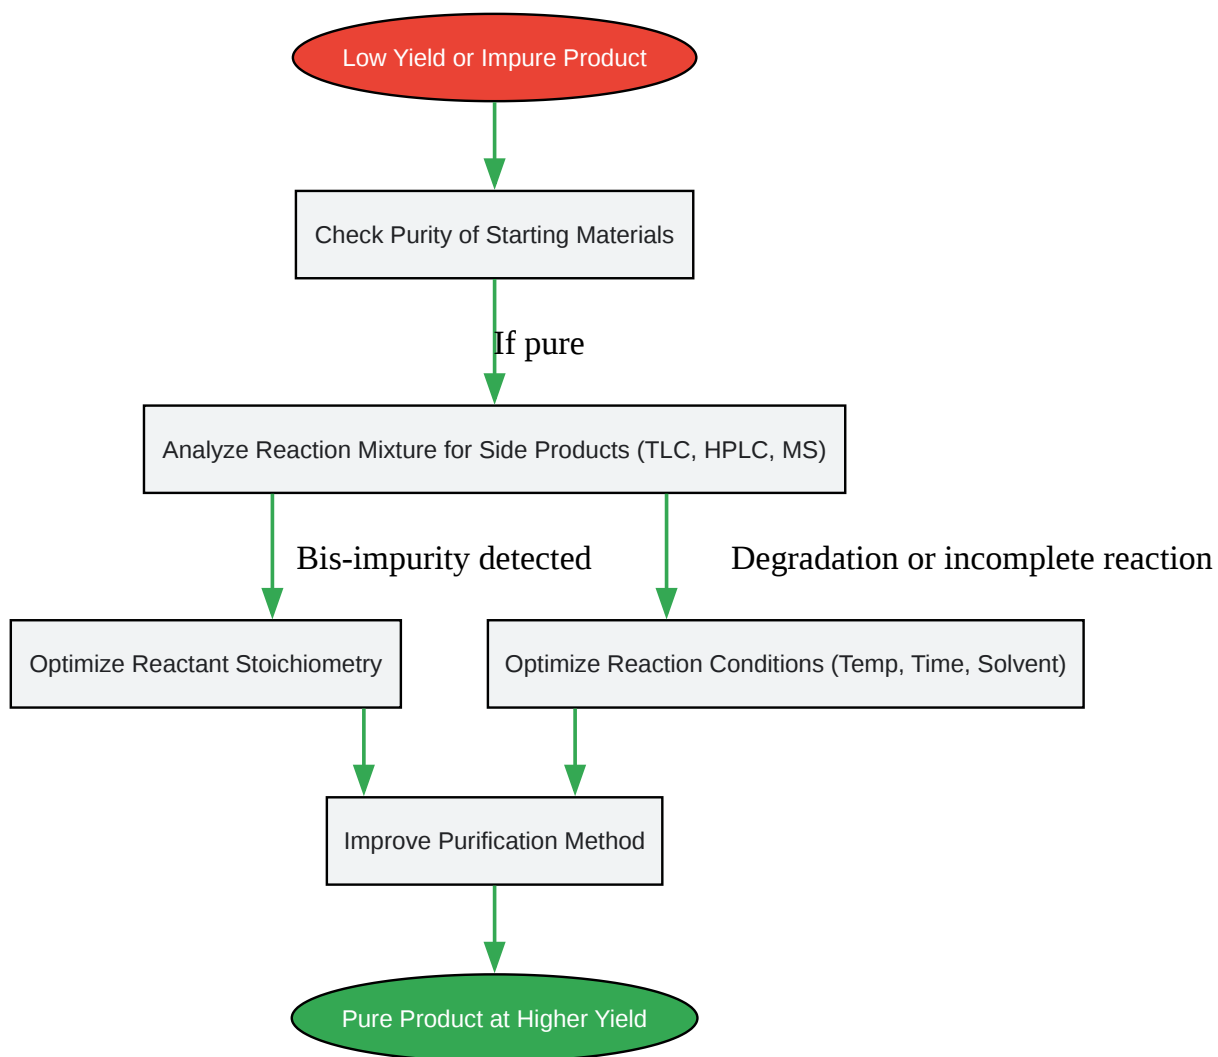 Low Yield or Impure Product
Check Purity of Starting Materials
If pure
Analyze Reaction Mixture for Side Products (TLC, HPLC, MS)
Bis-impurity detected
Degradation or incomplete reaction
Optimize Reactant Stoichiometry
Optimize Reaction Conditions (Temp, Time, Solvent)
Improve Purification Method
Pure Product at Higher Yield